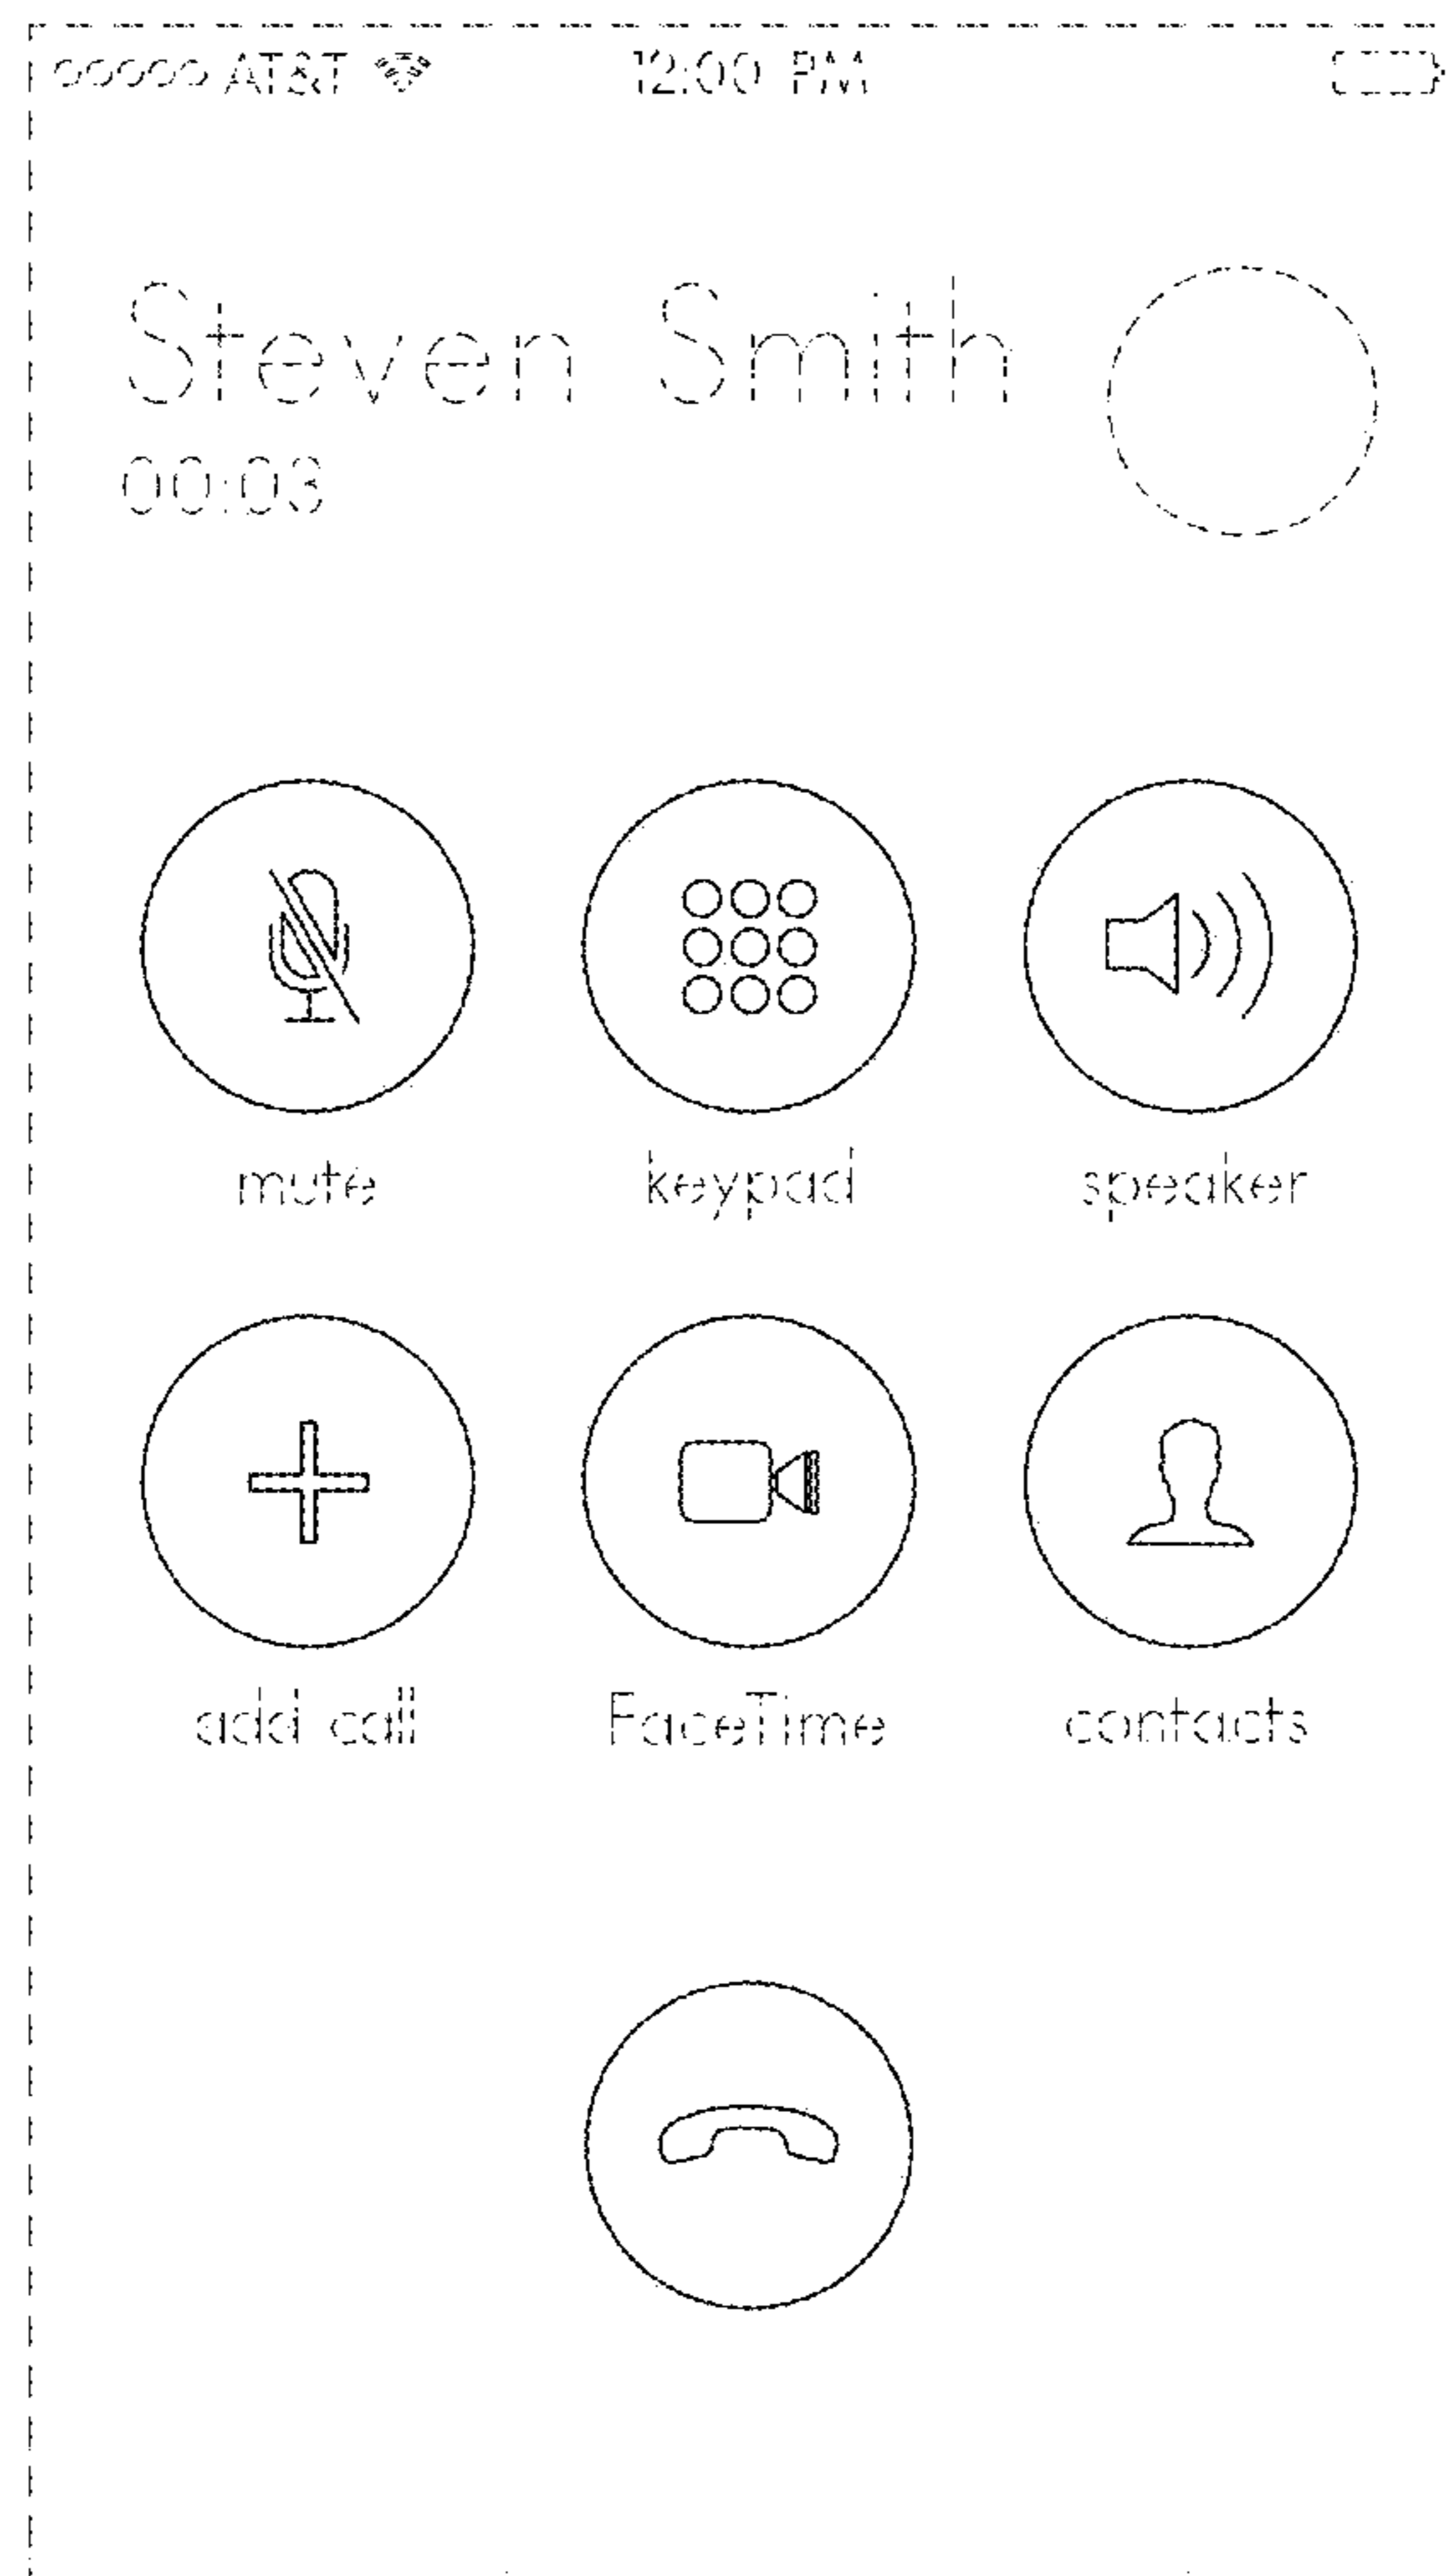 AT&T 12:00 PM
Steven Smith
00:03
mute keypad speaker
add call FaceTime contacts